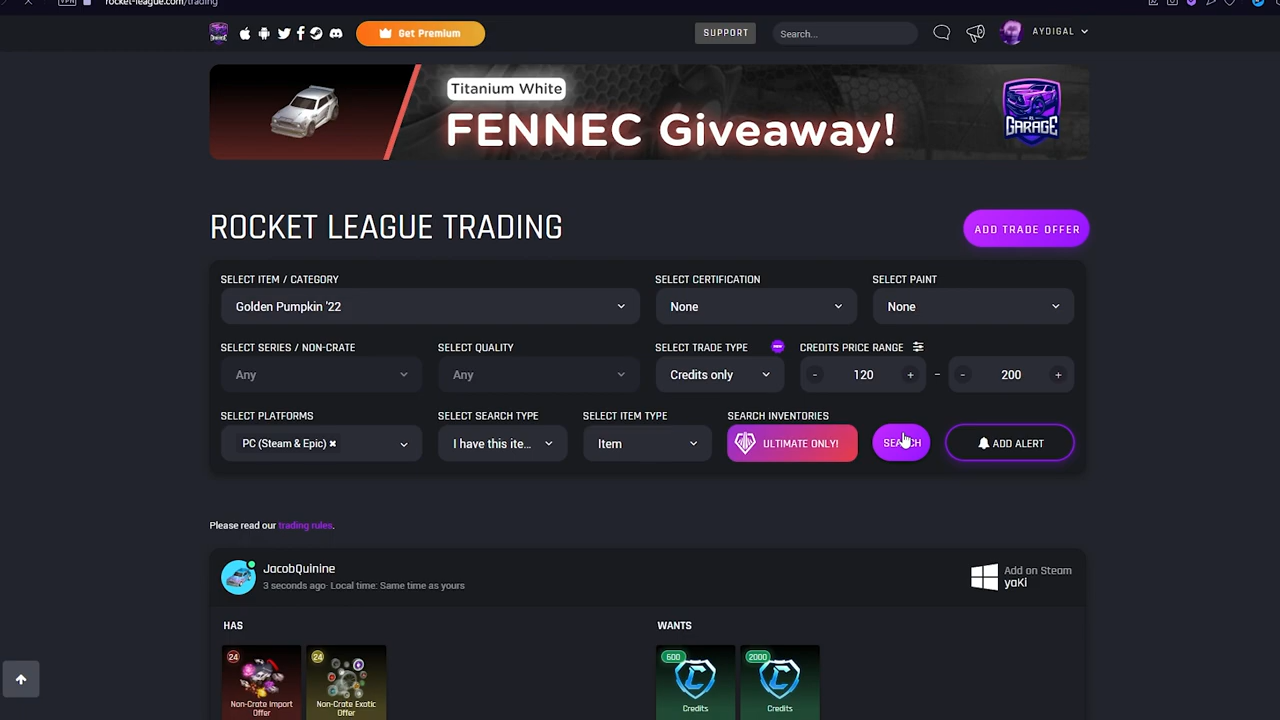 VPN rocket-league.com/trading
Get Premium
SUPPORT
Search...
AYDIGAL
Titanium White
FENNEC Giveaway!
RL GARAGE
ROCKET LEAGUE TRADING
ADD TRADE OFFER
SELECT ITEM / CATEGORY
SELECT CERTIFICATION
SELECT PAINT
Golden Pumpkin '22
None
None
SELECT SERIES / NON-CRATE
SELECT QUALITY
SELECT TRADE TYPE
CREDITS PRICE RANGE
Any
Any
Credits only
- 120 + - - 200 +
SELECT PLATFORMS
SELECT SEARCH TYPE
SELECT ITEM TYPE
SEARCH INVENTORIES
PC (Steam & Epic) ✖
I have this ite...
Item
ULTIMATE ONLY!
SEARCH
ADD ALERT
Please read our trading rules.
JacobQuinine
3 seconds ago· Local time: Same time as yours
Add on Steam
yaKi
HAS
WANTS
24
24
600
2000
Non-Crate Import
Offer
Non-Crate Exotic
Offer
Credits
Credits